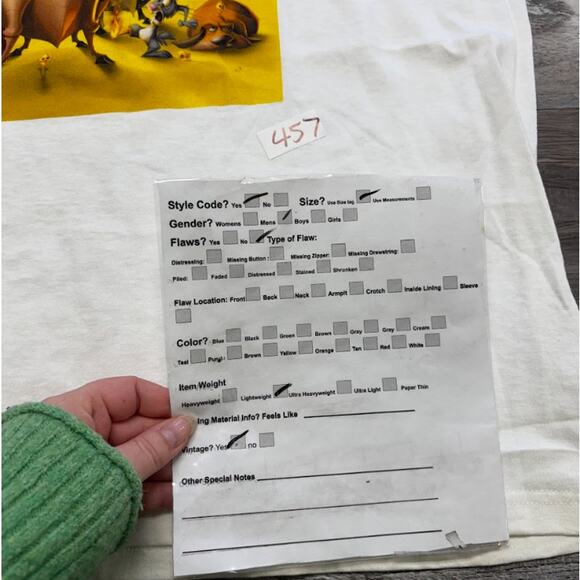 457
Style Code? Yes No Size? Use Size tag Use Measurements
Gender? Womens Mens Boys Girls
Flaws? Yes No Type of Flaw:
Distressing: Missing Button : Missing Zipper: Missing Drawstring:
Piled: Faded Distressed Stained Shrunken
Flaw Location: Front Back Neck Armpit Crotch Inside Lining Sleeve
Color? Blue Black Green Brown Gray Grey Cream
Teal Purpl Brown Yellow Orange Tan Red White
Item Weight
Heavyweight Lightweight Ultra Heavyweight Ultra Light Paper Thin
ing Material Info? Feels Like
Vintage? Yes no
Other Special Notes